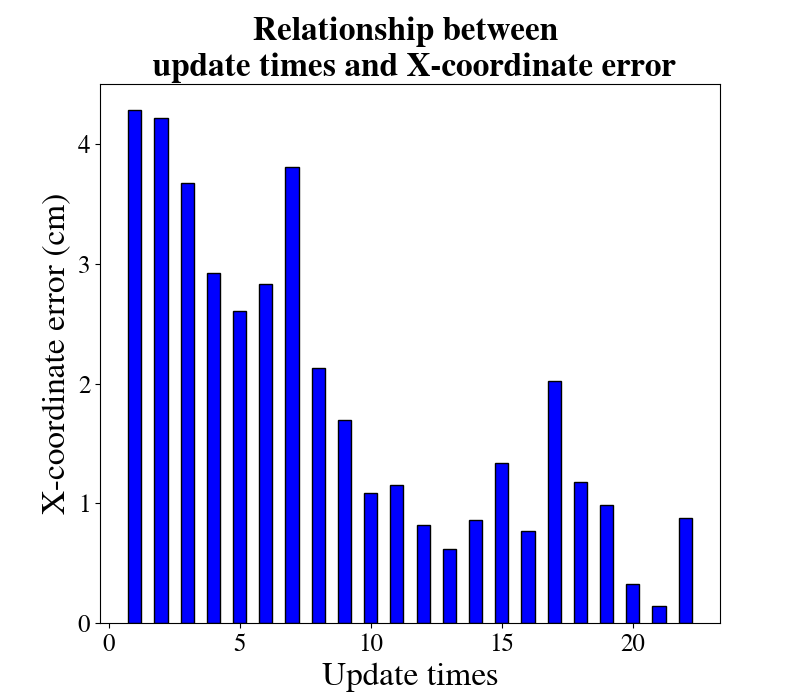 Relationship between
update times and X-coordinate error
X-coordinate error (cm)
4
3
2
1
0
0
5
10
15
20
Update times